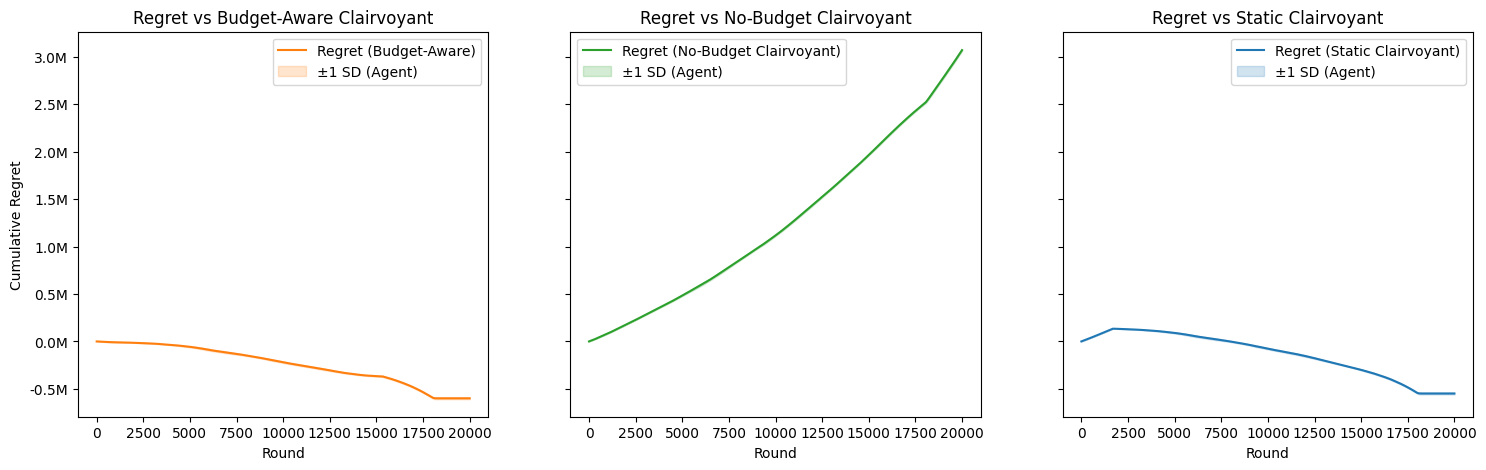 Regret vs Budget-Aware Clairvoyant
Regret (Budget-Aware)
±1 SD (Agent)
Cumulative Regret
3.0M
2.5M
2.0M
1.5M
1.0M
0.5M
0.0M
-0.5M
0 2500 5000 7500 10000 12500 15000 17500 20000
Round
Regret vs No-Budget Clairvoyant
Regret (No-Budget Clairvoyant)
±1 SD (Agent)
0 2500 5000 7500 10000 12500 15000 17500 20000
Round
Regret vs Static Clairvoyant
Regret (Static Clairvoyant)
±1 SD (Agent)
0 2500 5000 7500 10000 12500 15000 17500 20000
Round